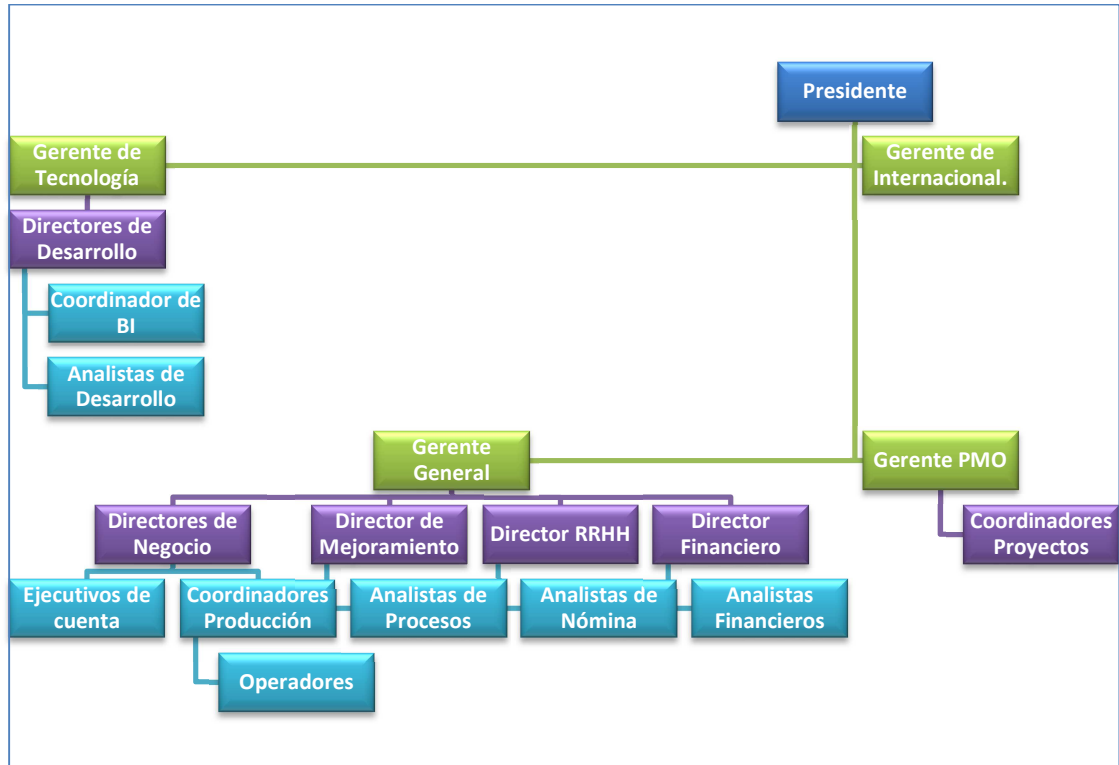 Presidente
Gerente de
Tecnología
Gerente de
Internacional.
Directores de
Desarrollo
Coordinador de
BI
Analistas de
Desarrollo
Gerente
General
Gerente PMO
Directores de
Negocio
Director de
Mejoramiento
Director RRHH
Director
Financiero
Coordinadores
Proyectos
Ejecutivos de
cuenta
Coordinadores
Producción
Analistas de
Procesos
Analistas de
Nómina
Analistas
Financieros
Operadores